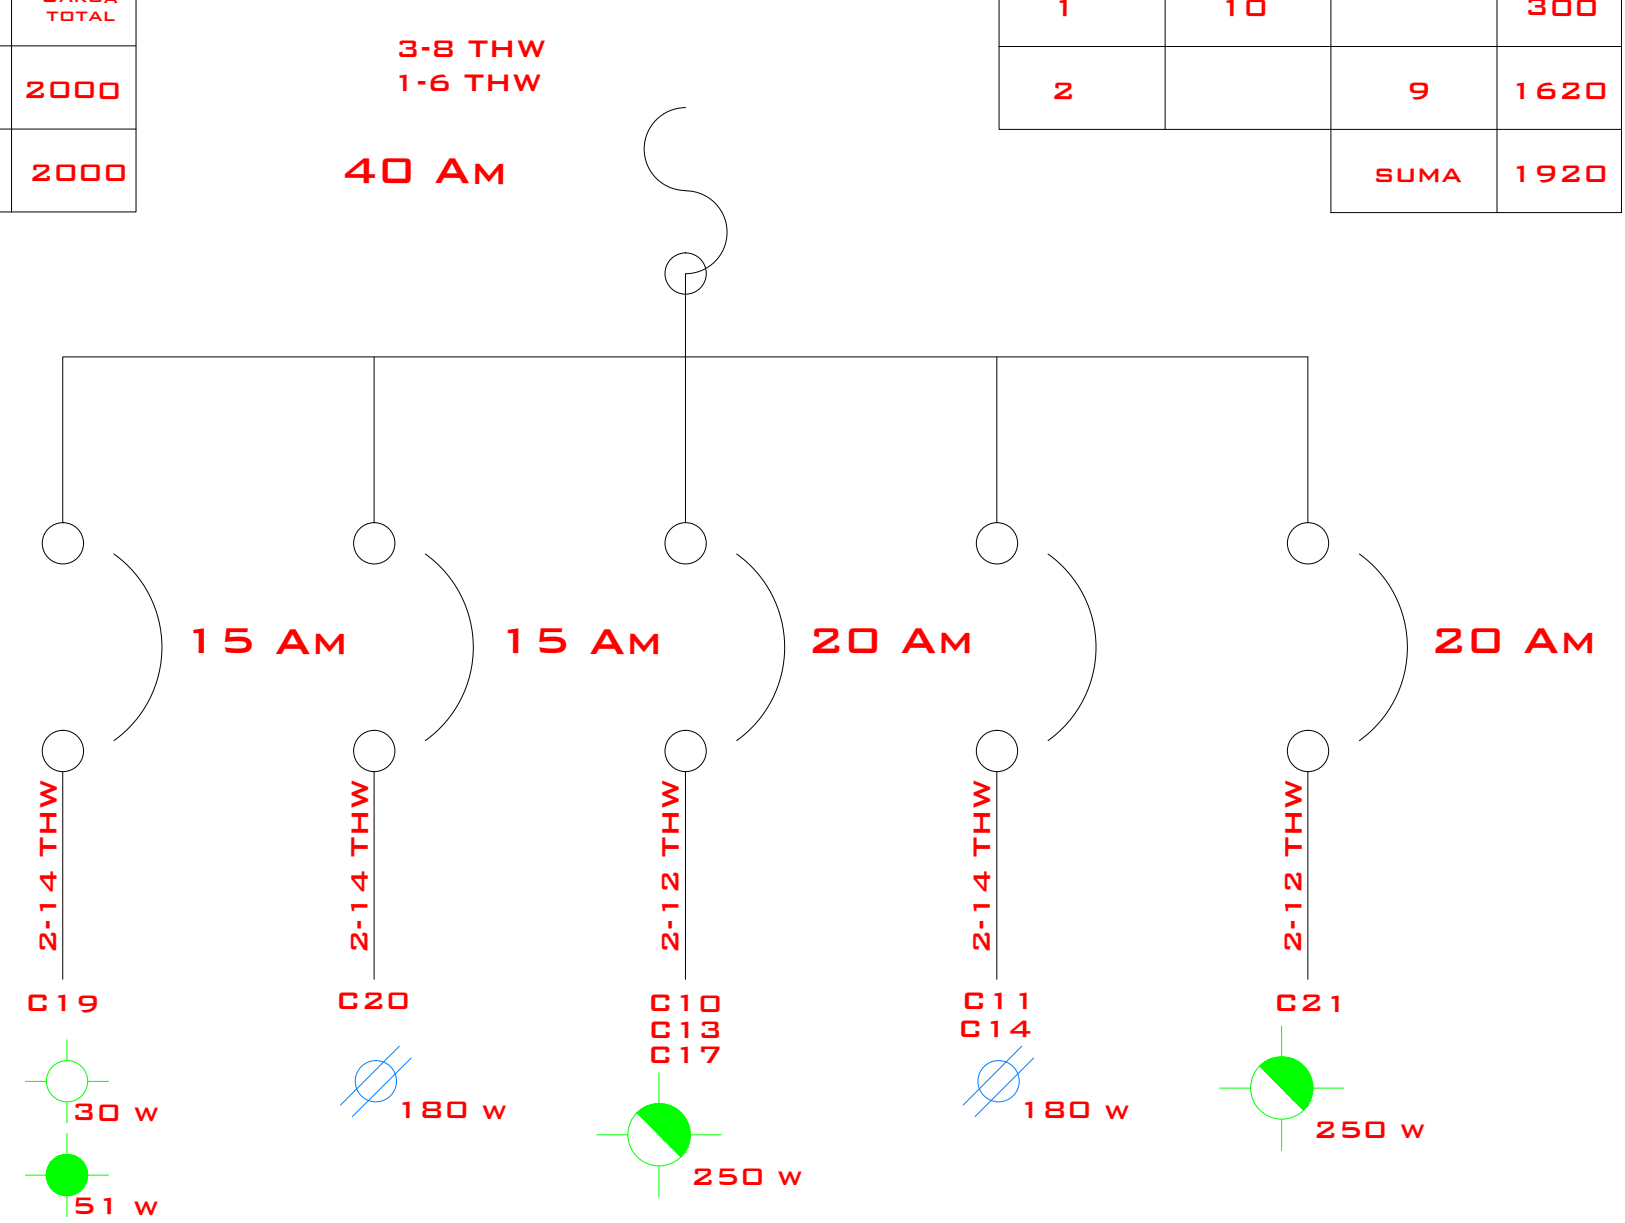 TOTAL
2000
2000
3-8 THW
1-6 THW
40 AM
1 10 300
2 9 1620
SUMA 1920
15 AM
15 AM
20 AM
20 AM
2-14 THW
2-14 THW
2-12 THW
2-14 THW
2-12 THW
C19
C20
C10
C13
C17
C11
C14
C21
30 W
51 W
180 W
250 W
180 W
250 W